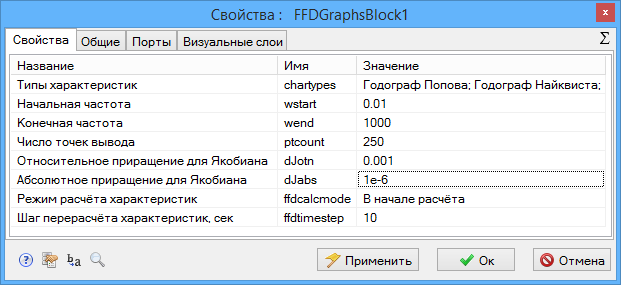 Свойства : FFDGraphsBlock1
x
Свойства Общие Порты Визуальные слои Σ
Название Имя Значение
Типы характеристик chartypes Годограф Попова; Годограф Найквиста;
Начальная частота wstart 0.01
Конечная частота wend 1000
Число точек вывода ptcount 250
Относительное приращение для Якобиана dJotn 0.001
Абсолютное приращение для Якобиана dJabs 1e-6
Режим расчёта характеристик ffdcalcmode В начале расчёта
Шаг перерасчёта характеристик, сек ffdtimestep 10
? b a Применить Ok Отмена